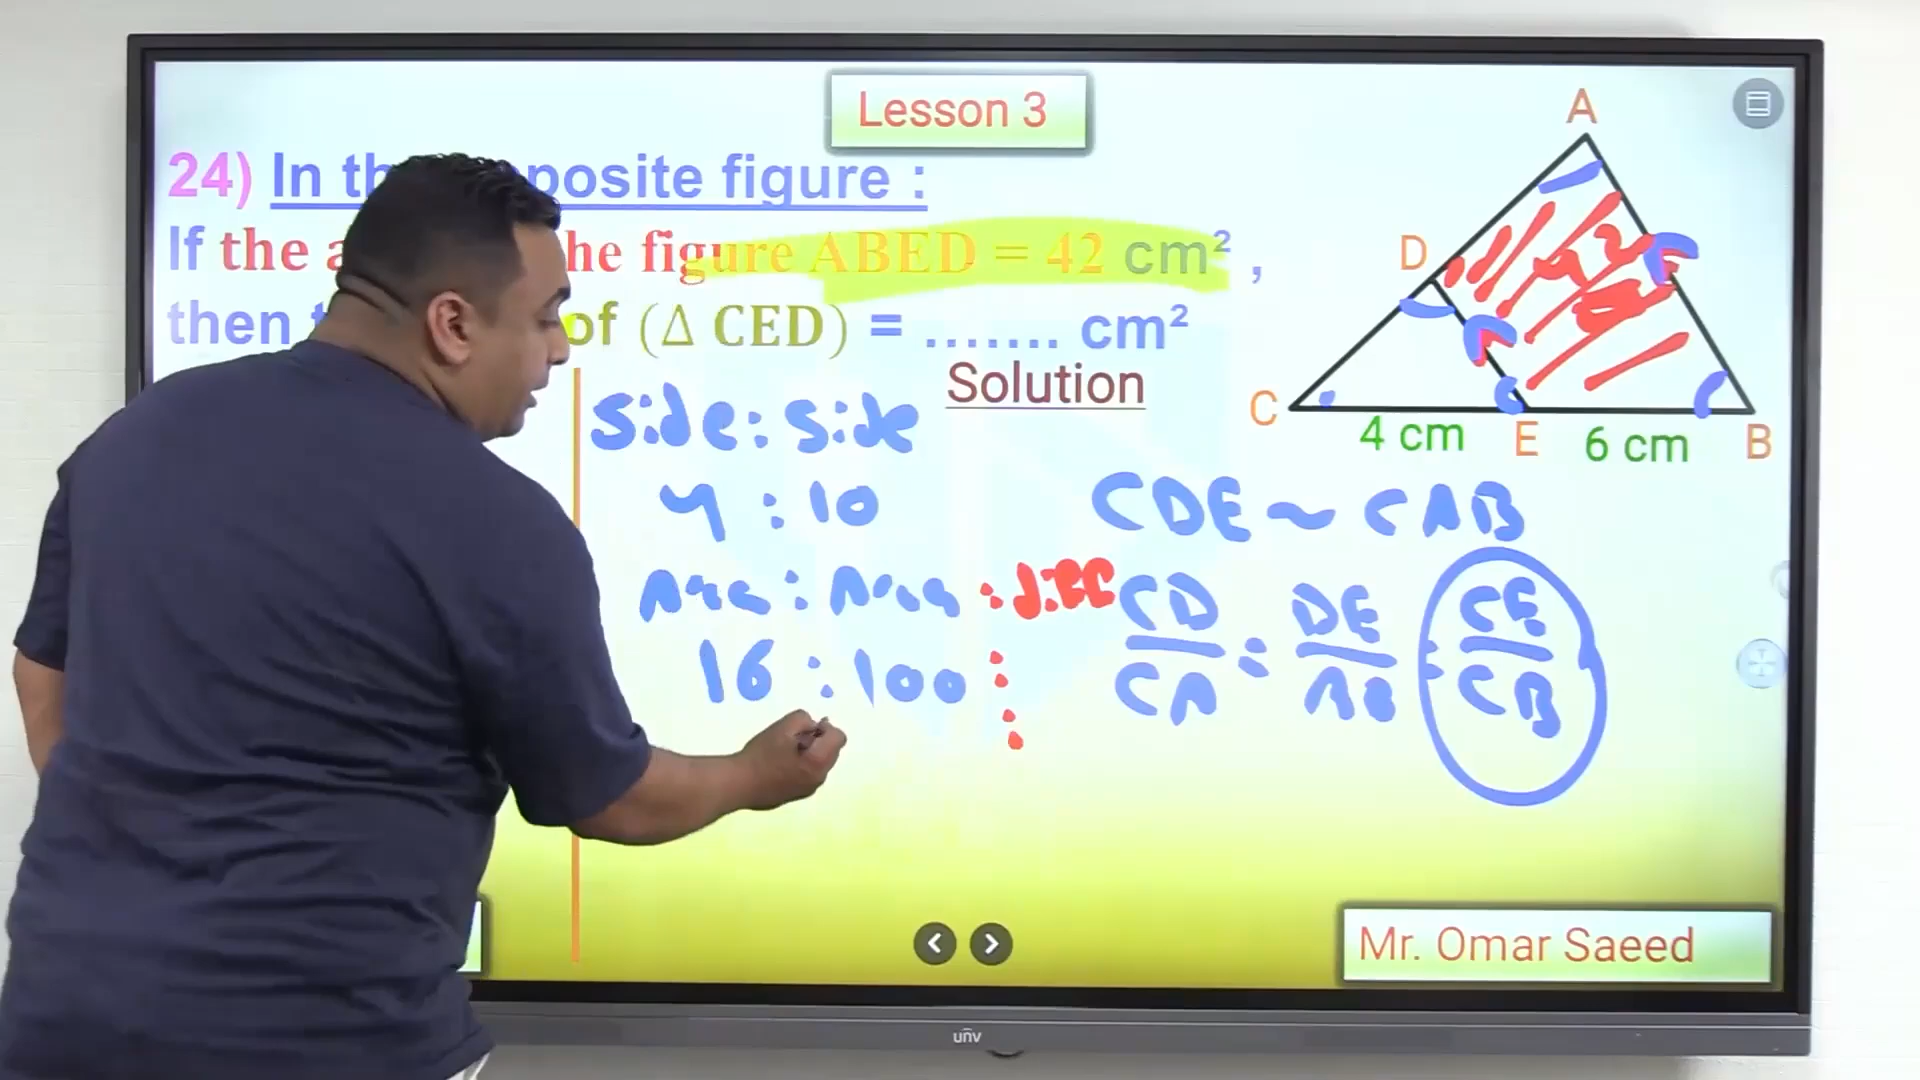 Lesson 3
24) In th posite figure :
If the a he figure ABED = 42 cm² ,
then of (Δ CED) = ....... cm²
Solution
A
D
C
E
B
4 cm
6 cm
side : side
4 : 10
CDE ~ CAB
Area : Area : diff
16 : 100 :
:
CD/CA = DE/AB = CE/CB
Mr. Omar Saeed
unv